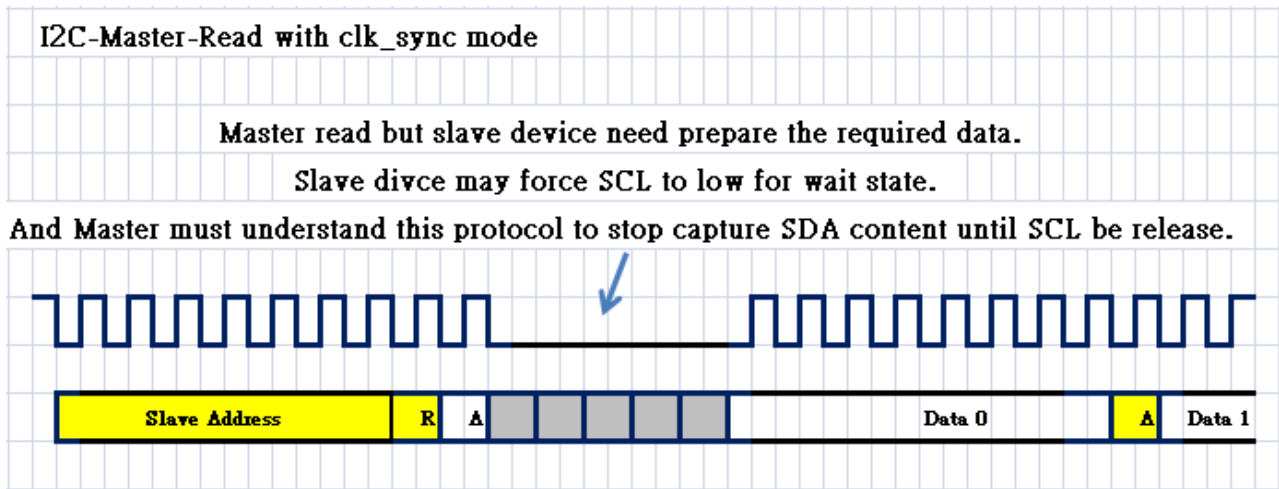 I2C-Master-Read with clk_sync mode
Master read but slave device need prepare the required data.
Slave divce may force SCL to low for wait state.
And Master must understand this protocol to stop capture SDA content until SCL be release.
Slave Address R A Data 0 A Data 1